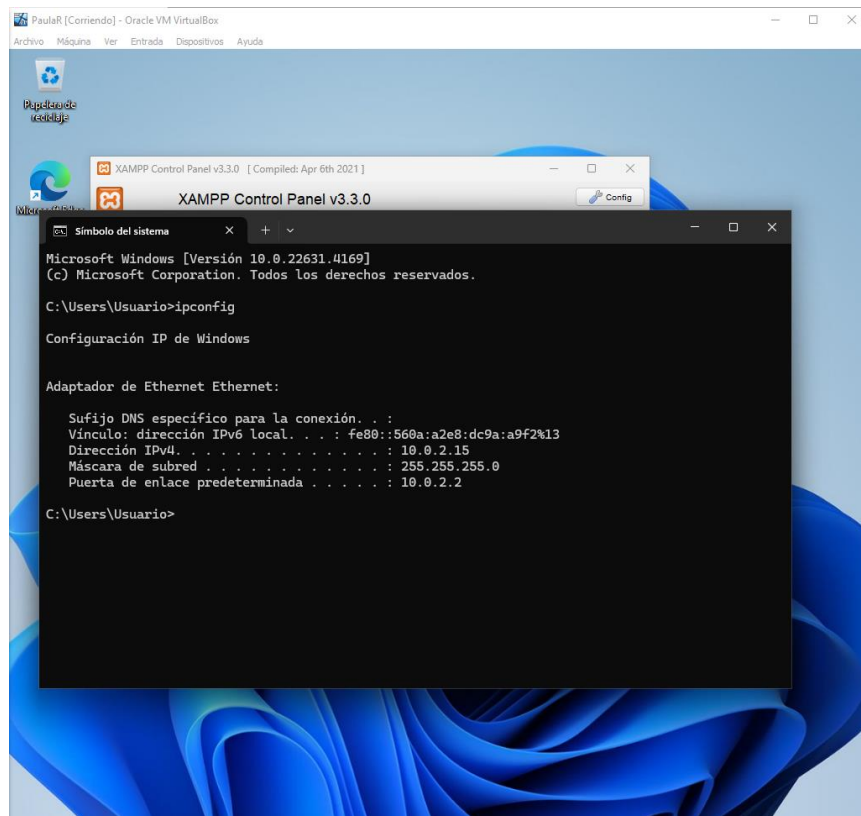 PaulaR [Corriendo] - Oracle VM VirtualBox
Archivo Máquina Ver Entrada Dispositivos Ayuda
Papelera de
reciclaje
XAMPP Control Panel v3.3.0 [ Compiled: Apr 6th 2021 ]
XAMPP Control Panel v3.3.0
Config
Símbolo del sistema
Microsoft Windows [Versión 10.0.22631.4169]
(c) Microsoft Corporation. Todos los derechos reservados.
C:\Users\Usuario>ipconfig
Configuración IP de Windows
Adaptador de Ethernet Ethernet:
Sufijo DNS específico para la conexión. . :
Vínculo: dirección IPv6 local. . . : fe80::560a:a2e8:dc9a:a9f2%13
Dirección IPv4. . . . . . . . . . . . . . : 10.0.2.15
Máscara de subred . . . . . . . . . . . . : 255.255.255.0
Puerta de enlace predeterminada . . . . . : 10.0.2.2
C:\Users\Usuario>